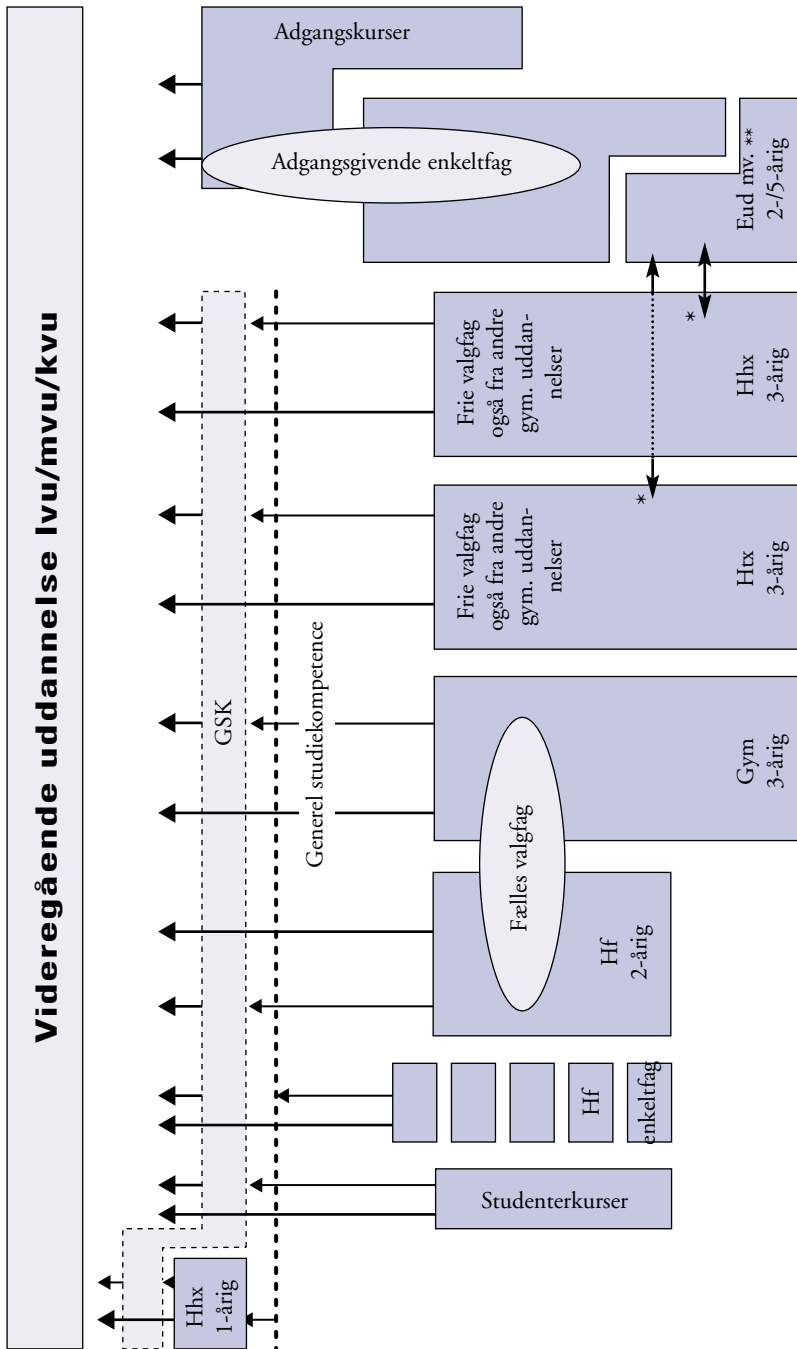 Videregående uddannelse lvu/mvu/kvu
GSK
Generel studiekompetence
Hhx
1-årig
Studenterkurser
Hf
enkeltfag
Fælles valgfag
Hf
2-årig
Gym
3-årig
Frie valgfag
også fra andre
gym. uddan-
nelser
*
Htx
3-årig
Frie valgfag
også fra andre
gym. uddan-
nelser
*
Hhx
3-årig
Adgangskurser
Adgangsgivende enkeltfag
Eud mv. **
2-/5-årig